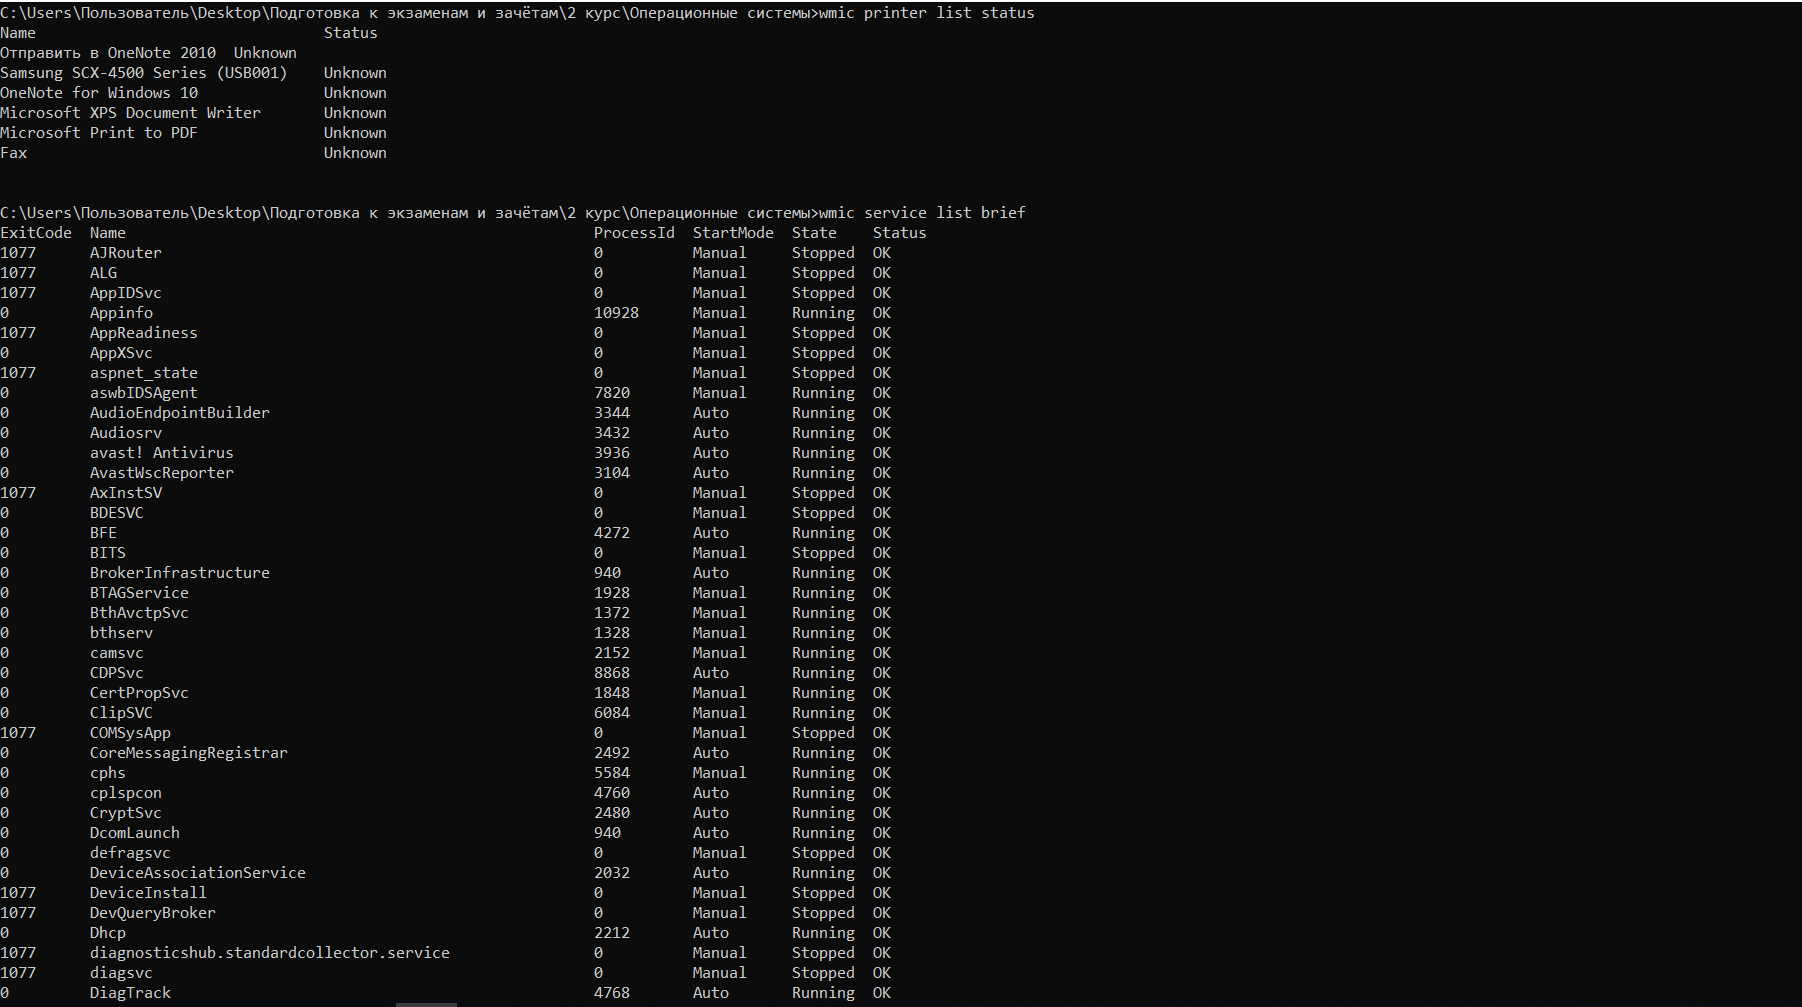 C:\Users\Пользователь\Desktop\Подготовка к экзаменам и зачётам\2 курс\Операционные системы>wmic printer list status
Name                                Status
Отправить в OneNote 2010  Unknown
Samsung SCX-4500 Series (USB001)    Unknown
OneNote for Windows 10              Unknown
Microsoft XPS Document Writer       Unknown
Microsoft Print to PDF              Unknown
Fax                                 Unknown
C:\Users\Пользователь\Desktop\Подготовка к экзаменам и зачётам\2 курс\Операционные системы>wmic service list brief
ExitCode  Name                                                    ProcessId  StartMode  State    Status
1077      AJRouter                                                0          Manual     Stopped  OK
1077      ALG                                                     0          Manual     Stopped  OK
1077      AppIDSvc                                                0          Manual     Stopped  OK
0         Appinfo                                                 10928      Manual     Running  OK
1077      AppReadiness                                            0          Manual     Stopped  OK
0         AppXSvc                                                 0          Manual     Stopped  OK
1077      aspnet_state                                            0          Manual     Stopped  OK
0         aswbIDSAgent                                            7820       Manual     Running  OK
0         AudioEndpointBuilder                                    3344       Auto       Running  OK
0         Audiosrv                                                3432       Auto       Running  OK
0         avast! Antivirus                                        3936       Auto       Running  OK
0         AvastWscReporter                                        3104       Auto       Running  OK
1077      AxInstSV                                                0          Manual     Stopped  OK
0         BDESVC                                                  0          Manual     Stopped  OK
0         BFE                                                     4272       Auto       Running  OK
0         BITS                                                    0          Manual     Stopped  OK
0         BrokerInfrastructure                                    940        Auto       Running  OK
0         BTAGService                                             1928       Manual     Running  OK
0         BthAvctpSvc                                             1372       Manual     Running  OK
0         bthserv                                                 1328       Manual     Running  OK
0         camsvc                                                  2152       Manual     Running  OK
0         CDPSvc                                                  8868       Auto       Running  OK
0         CertPropSvc                                             1848       Manual     Running  OK
0         ClipSVC                                                 6084       Manual     Running  OK
1077      COMSysApp                                               0          Manual     Stopped  OK
0         CoreMessagingRegistrar                                  2492       Auto       Running  OK
0         cphs                                                    5584       Manual     Running  OK
0         cplspcon                                                4760       Auto       Running  OK
0         CryptSvc                                                2480       Auto       Running  OK
0         DcomLaunch                                              940        Auto       Running  OK
0         defragsvc                                               0          Manual     Stopped  OK
0         DeviceAssociationService                                2032       Auto       Running  OK
1077      DeviceInstall                                           0          Manual     Stopped  OK
1077      DevQueryBroker                                          0          Manual     Stopped  OK
0         Dhcp                                                    2212       Auto       Running  OK
1077      diagnosticshub.standardcollector.service                0          Manual     Stopped  OK
1077      diagsvc                                                 0          Manual     Stopped  OK
0         DiagTrack                                               4768       Auto       Running  OK